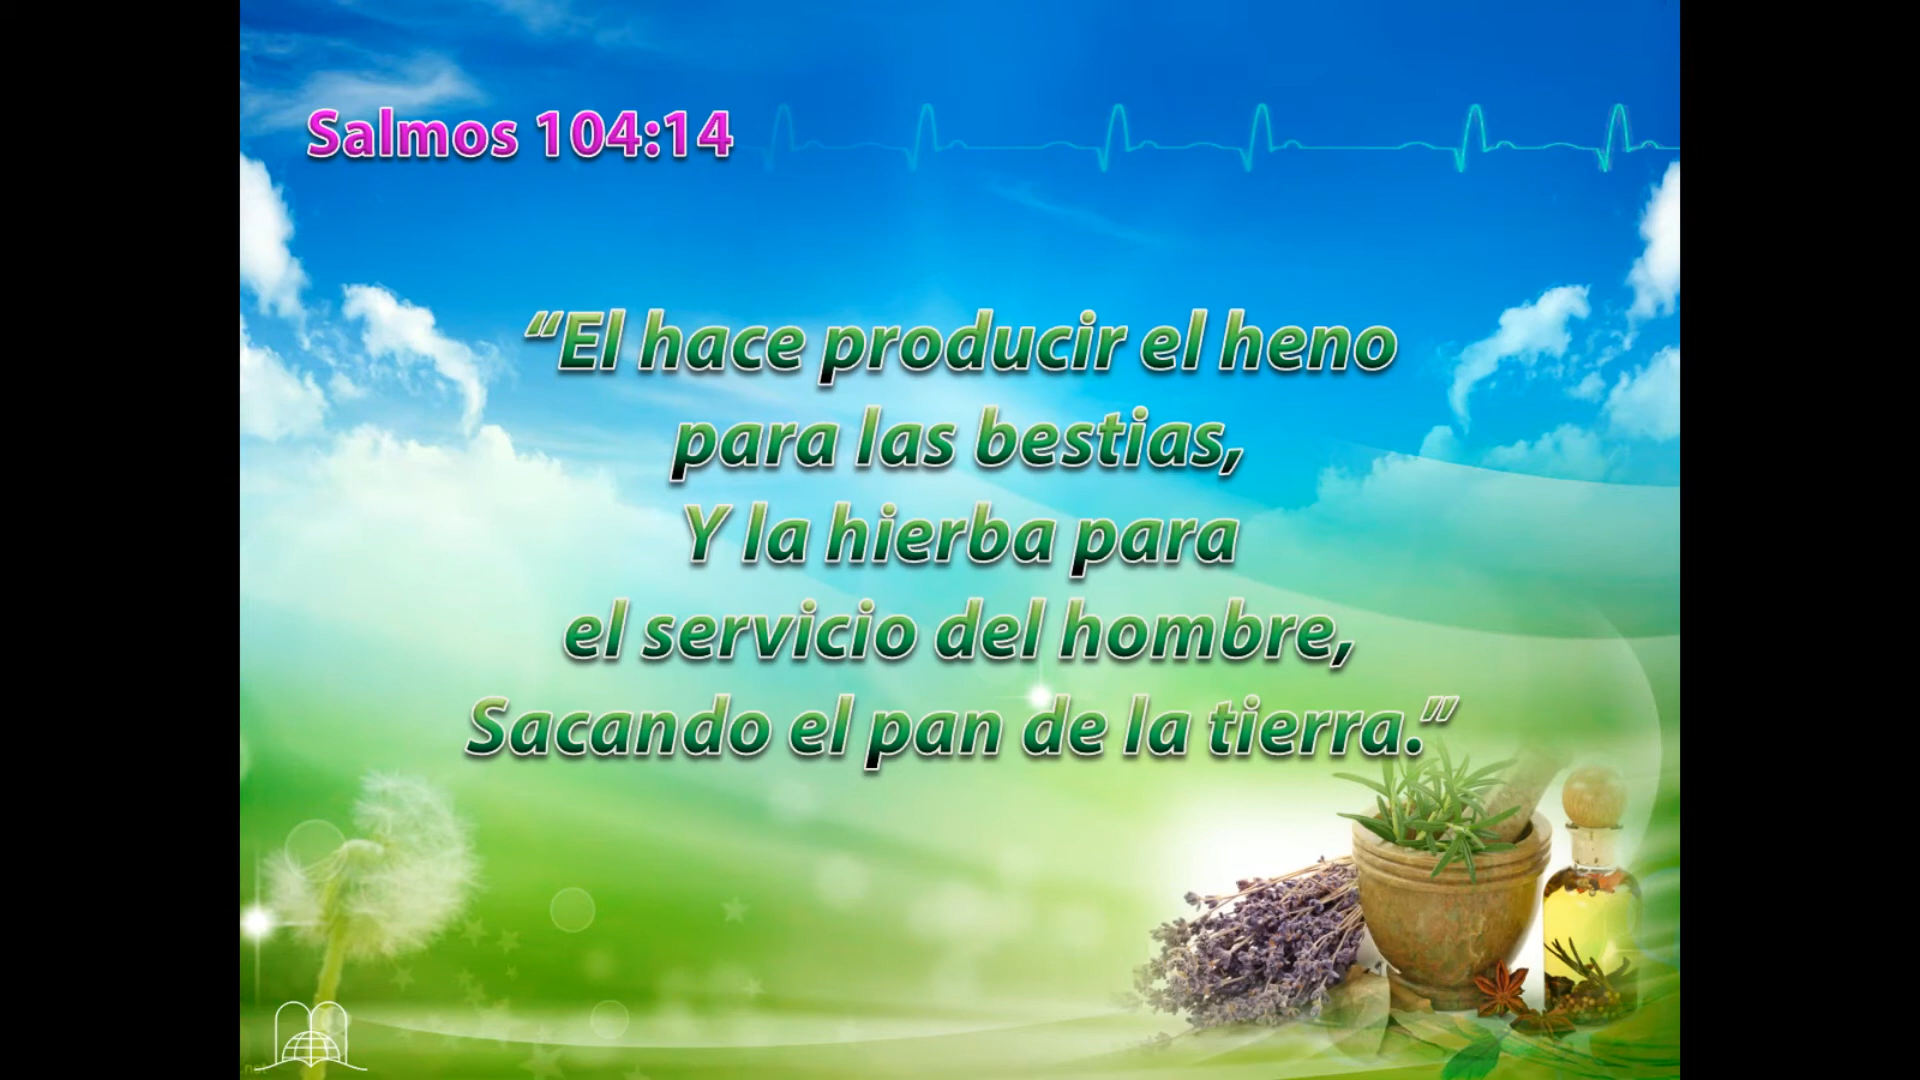 Salmos 104:14
“El hace producir el heno
para las bestias,
Y la hierba para
el servicio del hombre,
Sacando el pan de la tierra.”